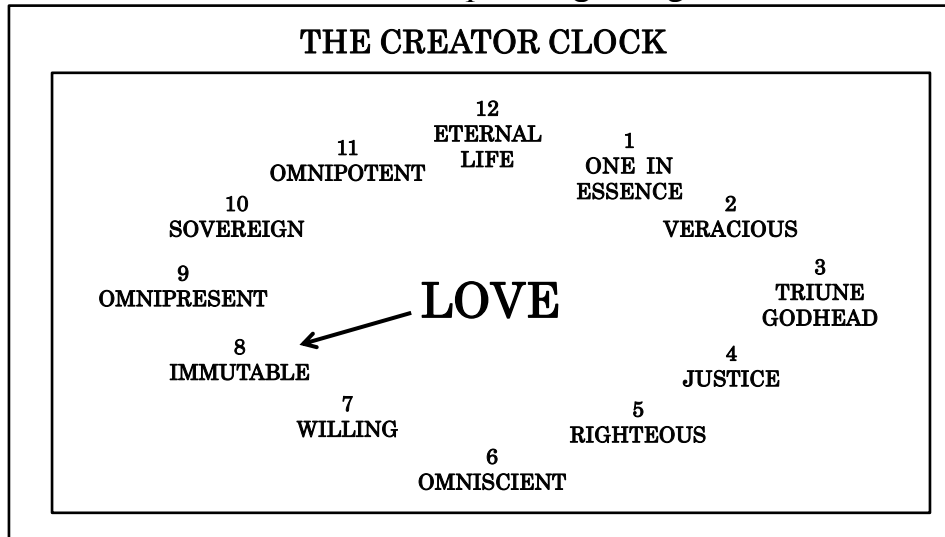 THE CREATOR CLOCK
12
ETERNAL
LIFE
1
ONE IN
ESSENCE
2
VERACIOUS
3
TRIUNE
GODHEAD
4
JUSTICE
5
RIGHTEOUS
6
OMNISCIENT
7
WILLING
8
IMMUTABLE
9
OMNIPRESENT
10
SOVEREIGN
11
OMNIPOTENT
LOVE